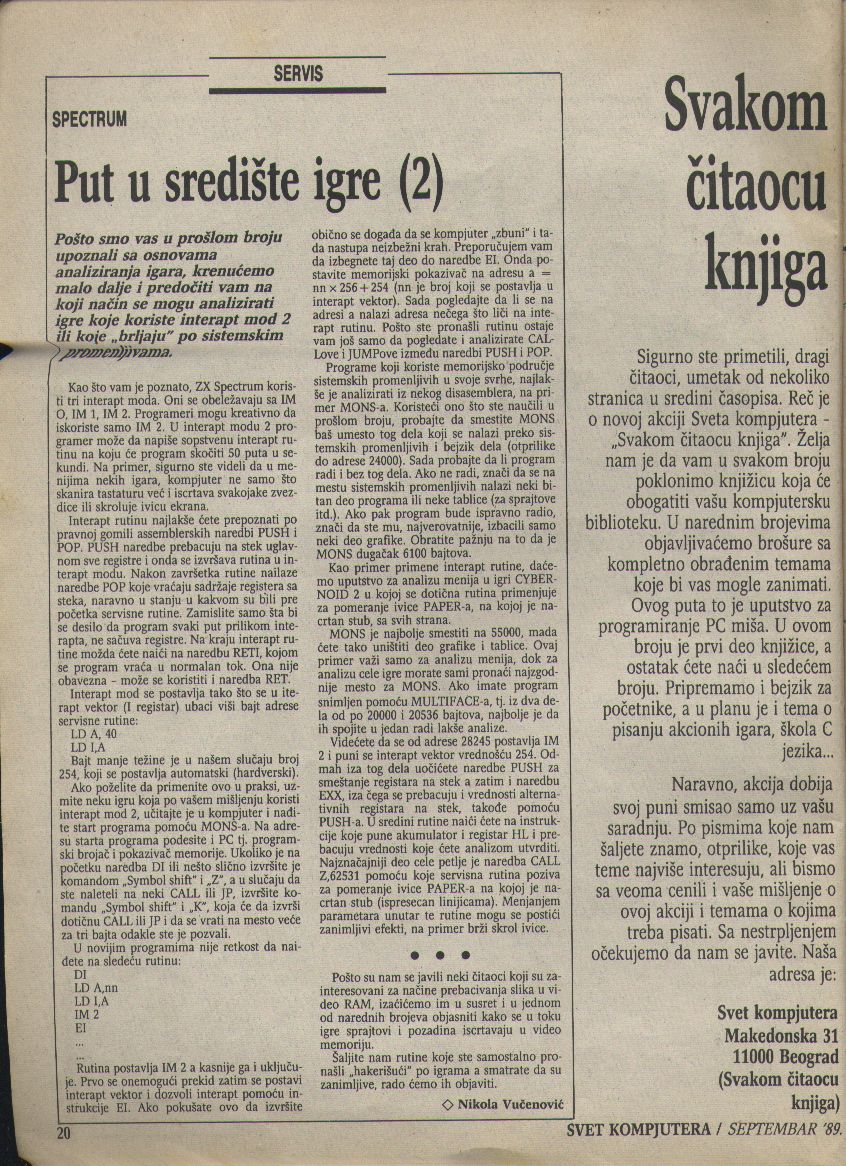 SERVIS
SPECTRUM
Put u središte igre (2)
Pošto smo vas u prošlom broju
upoznali sa osnovama
analiziranja igara, krenućemo
malo dalje i predočiti vam na
koji način se mogu analizirati
igre koje koriste interapt mod 2
ili koje „brljaju” po sistemskim
promenljivama.
Kao što vam je poznato, ZX Spectrum koris-
ti tri interapt moda. Oni se obeležavaju sa IM
O, IM 1, IM 2. Programeri mogu kreativno da
iskoriste samo IM 2. U interapt modu 2 pro-
gramer može da napiše sopstvenu interapt ru-
tinu na koju će program skočiti 50 puta u se-
kundi. Na primer, sigurno ste videli da u me-
nijima nekih igara, kompjuter ne samo što
skanira tastaturu već i iscrtava svakojake zvez-
dice ili skroluje ivicu ekrana.
Interapt rutinu najlakše ćete prepoznati po
pravnoj gomili assemblerskih naredbi PUSH i
POP. PUSH naredbe prebacuju na stek uglav-
nom sve registre i onda se izvršava rutina u in-
terapt modu. Nakon završetka rutine nailaze
naredbe POP koje vraćaju sadržaje registera sa
steka, naravno u stanju u kakvom su bili pre
početka servisne rutine. Zamislite samo šta bi
se desilo da program svaki put prilikom inte-
rapta, ne sačuva registre. Na kraju interapt ru-
tine možda ćete naići na naredbu RETI, kojom
se program vraća u normalan tok. Ona nije
obavezna – može se koristiti i naredba RET.
Interapt mod se postavlja tako što se u ite-
rapt vektor (I registar) ubaci viši bajt adrese
servisne rutine:
LD A, 40
LD I,A
Bajt manje težine je u našem slučaju broj
254, koji se postavlja automatski (hardverski).
Ako poželite da primenite ovo u praksi, uz-
mite neku igru koja po vašem mišljenju koristi
interapt mod 2, učitajte je u kompjuter i nađi-
te start programa pomoću MONS-a. Na adre-
su starta programa podesite i PC tj. program-
ski brojač i pokazivač memorije. Ukoliko je na
početku naredba DI ili nešto slično izvršite je
komandom „Symbol shift” i „Z”, a u slučaju da
ste naleteli na neki CALL ili JP, izvršite ko-
mandu „Symbol shift” i „K”, koja će da izvrši
dotičnu CALL ili JP i da se vrati na mesto veće
za tri bajta odakle ste je pozvali.
U novijim programima nije retkost da nai-
đete na sledeću rutinu:
DI
LD A,nn
LD I,A
IM 2
EI
...
...
Rutina postavlja IM 2 a kasnije ga i uključu-
je. Prvo se onemogući prekid zatim se postavi
interapt vektor i dozvoli interapt pomoću in-
strukcije EI. Ako pokušate ovo da izvršite
obično se događa da se kompjuter „zbuni” i ta-
da nastupa neizbežni krah. Preporučujem vam
da izbegnete taj deo do naredbe EI. Onda po-
stavite memorijski pokazivač na adresu a =
nn × 256 + 254 (nn je broj koji se postavlja u
interapt vektor). Sada pogledajte da li se na
adresi a nalazi adresa nečega što liči na inte-
rapt rutinu. Pošto ste pronašli rutinu ostaje
vam još samo da pogledate i analizirate CAL-
Love i JUMPove između naredbi PUSH i POP.
Programe koji koriste memorijsko područje
sistemskih promenljivih u svoje svrhe, najlak-
še je analizirati iz nekog disasemblera, na pri
mer MONS-a. Koristeći ono što ste naučili u
prošlom broju, probajte da smestite MONS
baš umesto tog dela koji se nalazi preko sis-
temskih promenljivih i bejzik dela (otprilike
do adrese 24000). Sada probajte da li program
radi i bez tog dela. Ako ne radi, znači da se na
mestu sistemskih promenljivih nalazi neki bi-
tan deo programa ili neke tablice (za sprajtove
itd.). Ako pak program bude ispravno radio,
znači da ste mu, najverovatnije, izbacili samo
neki deo grafike. Obratite pažnju na to da je
MONS dugačak 6100 bajtova.
Kao primer primene interapt rutine, daće-
mo uputstvo za analizu menija u igri CYBER-
NOID 2 u kojoj se dotična rutina primenjuje
za pomeranje ivice PAPER-a, na kojoj je na-
crtan stub, sa svih strana.
MONS je najbolje smestiti na 55000, mada
ćete tako uništiti deo grafike i tablice. Ovaj
primer važi samo za analizu menija, dok za
analizu cele igre morate sami pronaći najzgod-
nije mesto za MONS. Ako imate program
snimljen pomoću MULTIFACE-a, tj. iz dva de-
la od po 20000 i 20536 bajtova, najbolje je da
ih spojite u jedan radi lakše analize.
Videćete da se od adrese 28245 postavlja IM
2 i puni se interapt vektor vrednošću 254. Od-
mah iza tog dela uočićete naredbe PUSH za
smeštanje registara na stek a zatim i naredbu
EXX, iza čega se prebacuju i vrednosti alterna-
tivnih registara na stek, takođe pomoću
PUSH-a. U sredini rutine naići ćete na instruk-
cije koje pune akumulator i registar HL i pre-
bacuju vrednosti koje ćete analizom utvrditi.
Najznačajniji deo cele petlje je naredba CALL
Z,62531 pomoću koje servisna rutina poziva
za pomeranje ivice PAPER-a na kojoj je na-
crtan stub (ispresecan linijicama). Menjanjem
parametara unutar te rutine mogu se postići
zanimljivi efekti, na primer brži skrol ivice.
● ● ●
Pošto su nam se javili neki čitaoci koji su za-
interesovani za načine prebacivanja slika u vi-
deo RAM, izaćićemo im u susret i u jednom
od narednih brojeva objasniti kako se u toku
igre sprajtovi i pozadina iscrtavaju u video
memoriju.
Šaljite nam rutine koje ste samostalno pro-
našli „hakerišući” po igrama a smatrate da su
zanimljive, rado ćemo ih objaviti.
◇ Nikola Vučenović
Svakom
čitaocu
knjiga
Sigurno ste primetili, dragi
čitaoci, umetak od nekoliko
stranica u sredini časopisa. Reč je
o novoj akciji Sveta kompjutera -
„Svakom čitaocu knjiga”. Želja
nam je da vam u svakom broju
poklonimo knjižicu koja će
obogatiti vašu kompjutersku
biblioteku. U narednim brojevima
objavljivaćemo brošure sa
kompletno obrađenim temama
koje bi vas mogle zanimati.
Ovog puta to je uputstvo za
programiranje PC miša. U ovom
broju je prvi deo knjižice, a
ostatak ćete naći u sledećem
broju. Pripremamo i bejzik za
početnike, a u planu je i tema o
pisanju akcionih igara, škola C
jezika...
Naravno, akcija dobija
svoj puni smisao samo uz vašu
saradnju. Po pismima koje nam
šaljete znamo, otprilike, koje vas
teme najviše interesuju, ali bismo
sa veoma cenili i vaše mišljenje o
ovoj akciji i temama o kojima
treba pisati. Sa nestrpljenjem
očekujemo da nam se javite. Naša
adresa je:
Svet kompjutera
Makedonska 31
11000 Beograd
(Svakom čitaocu
knjiga)
20
SVET KOMPJUTERA / SEPTEMBAR '89.